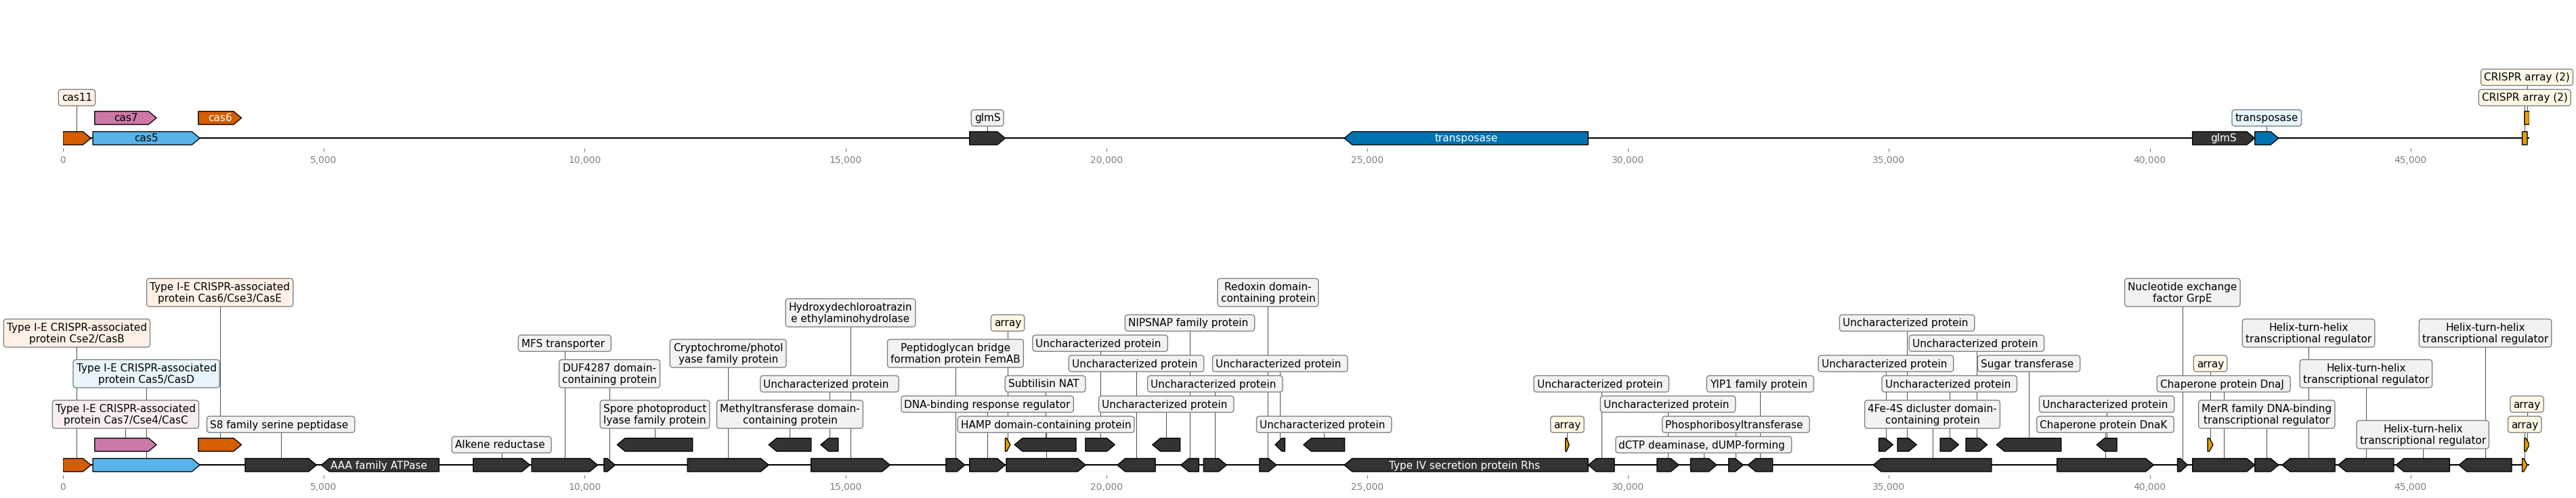 CRISPR array (2)
cas11
CRISPR array (2)
cas7
cas6
glmS
transposase
cas5
transposase
glmS
0
5,000
10,000
15,000
20,000
25,000
30,000
35,000
40,000
45,000
Type I-E CRISPR-associated
protein Cas6/Cse3/CasE
Redoxin domain-
containing protein
Nucleotide exchange
factor GrpE
Hydroxydechloroatrazin
e ethylaminohydrolase
Type I-E CRISPR-associated
protein Cse2/CasB
array
NIPSNAP family protein
Uncharacterized protein
Helix-turn-helix
transcriptional regulator
Helix-turn-helix
transcriptional regulator
MFS transporter
Cryptochrome/photol
yase family protein
Peptidoglycan bridge
formation protein FemAB
Uncharacterized protein
Uncharacterized protein
Type I-E CRISPR-associated
protein Cas5/CasD
DUF4287 domain-
containing protein
Uncharacterized protein
Uncharacterized protein
Uncharacterized protein
Sugar transferase
array
Helix-turn-helix
transcriptional regulator
Uncharacterized protein
Subtilisin NAT
Uncharacterized protein
Uncharacterized protein
YIP1 family protein
Uncharacterized protein
Chaperone protein DnaJ
Type I-E CRISPR-associated
protein Cas7/Cse4/CasC
Spore photoproduct
lyase family protein
Methyltransferase domain-
containing protein
DNA-binding response regulator
Uncharacterized protein
Uncharacterized protein
4Fe-4S dicluster domain-
containing protein
Uncharacterized protein
MerR family DNA-binding
transcriptional regulator
array
S8 family serine peptidase
HAMP domain-containing protein
Uncharacterized protein
array
Phosphoribosyltransferase
Chaperone protein DnaK
Helix-turn-helix
transcriptional regulator
array
Alkene reductase
dCTP deaminase, dUMP-forming
AAA family ATPase
Type IV secretion protein Rhs
0
5,000
10,000
15,000
20,000
25,000
30,000
35,000
40,000
45,000